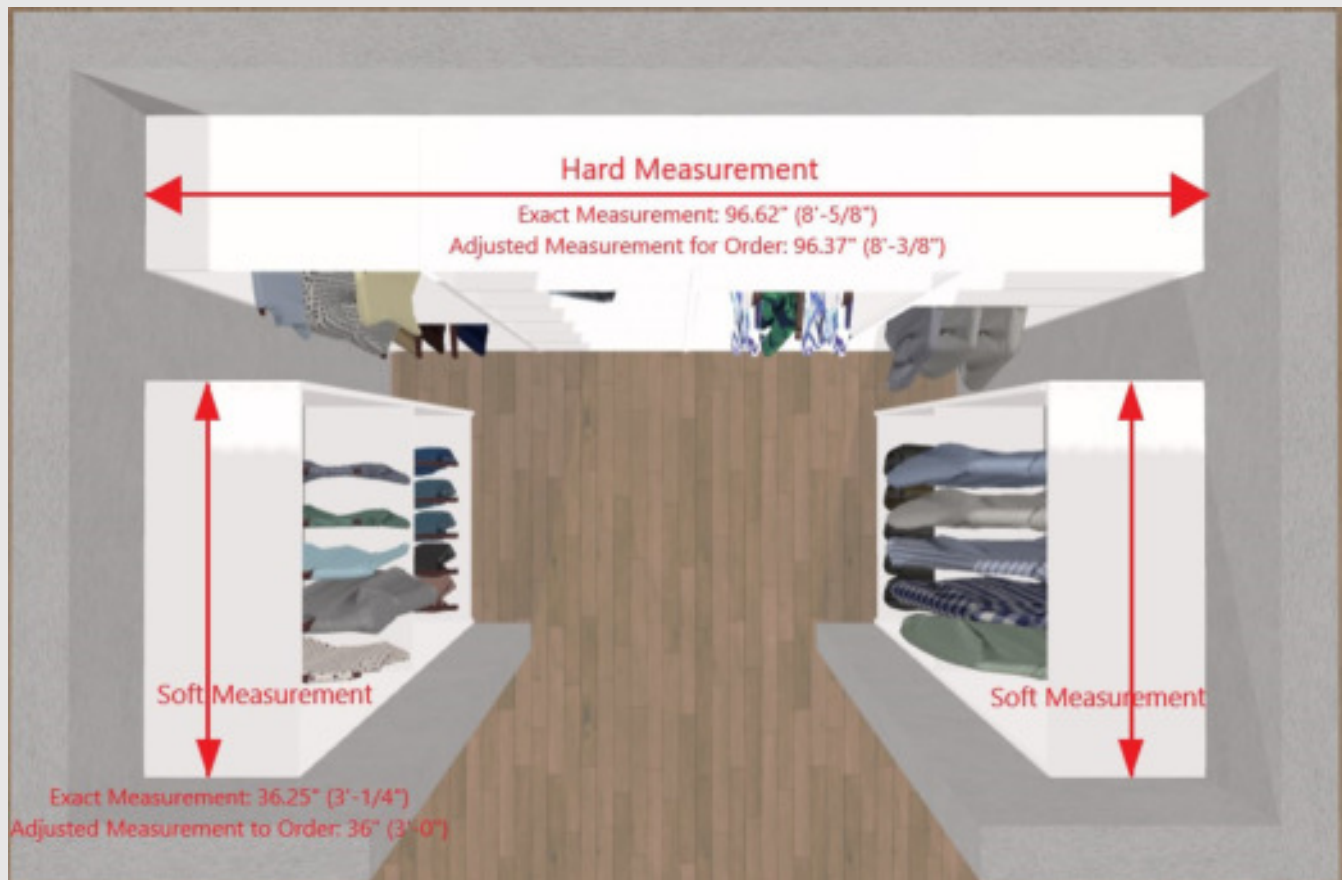 Hard Measurement
Exact Measurement: 96.62" (8'-5/8")
Adjusted Measurement for Order: 96.37" (8'-3/8")
Soft Measurement
Soft Measurement
Exact Measurement: 36.25" (3'-1/4")
Adjusted Measurement to Order: 36" (3'-0")